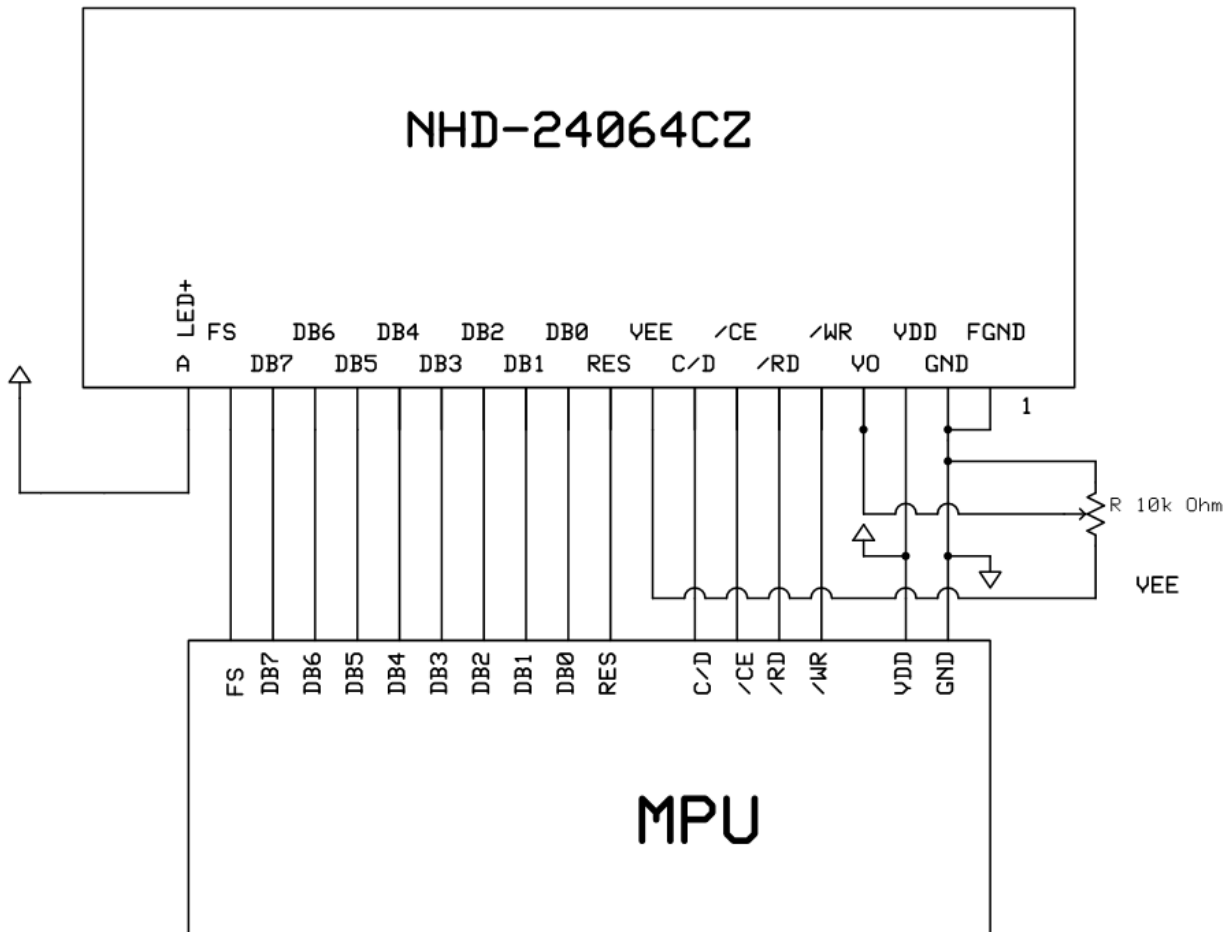 NHD-24064CZ
LED+
FS DB6 DB4 DB2 DB0 VEE /CE /WR VDD FGND
A DB7 DB5 DB3 DB1 RES C/D /RD VO GND
1
R 10k Ohm
VEE
FS DB7 DB6 DB5 DB4 DB3 DB2 DB1 DB0 RES C/D /CE /RD /WR VDD GND
MPU